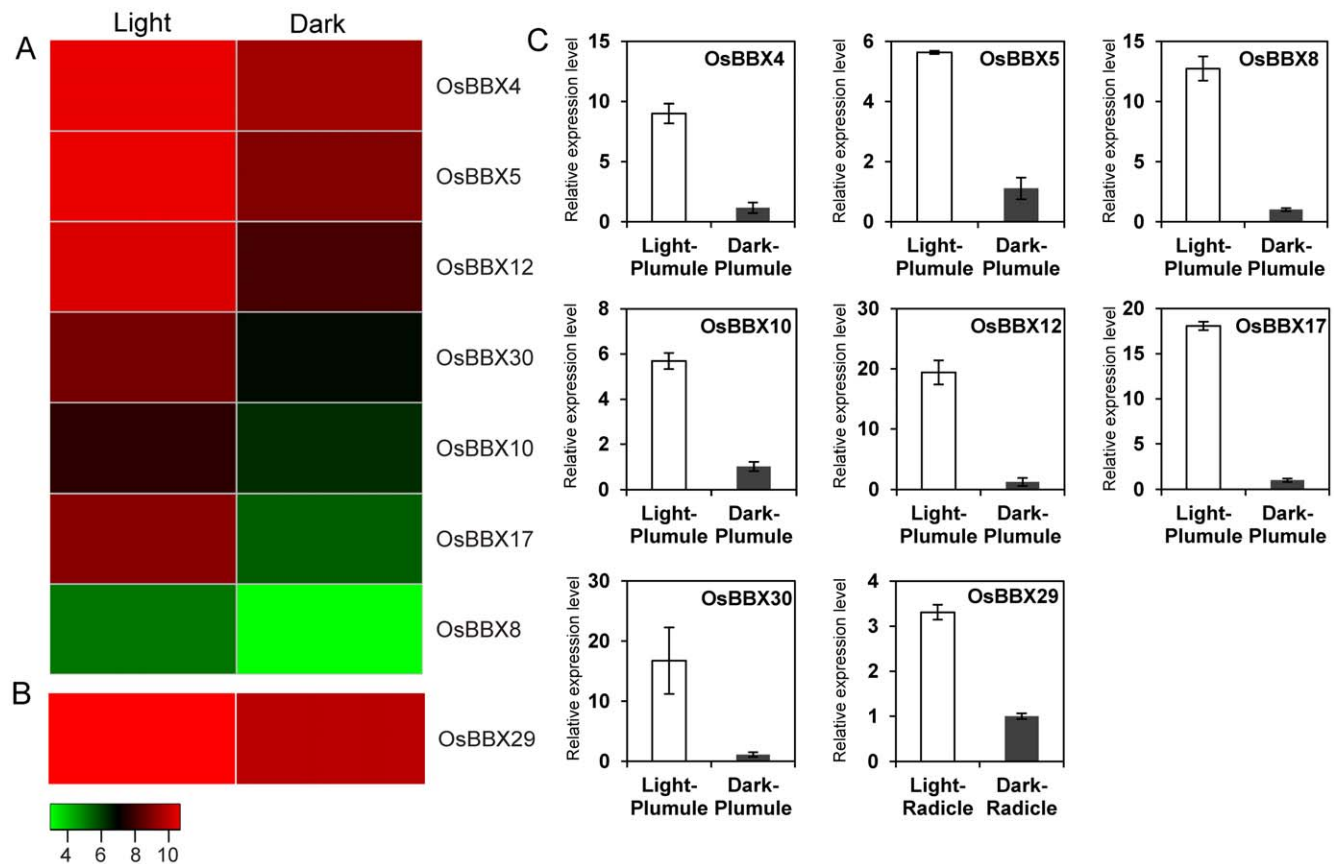 A
Light Dark
OsBBX4
OsBBX5
OsBBX12
OsBBX30
OsBBX10
OsBBX17
OsBBX8
B
OsBBX29
4 6 8 10
C
OsBBX4
Relative expression level
15
10
5
0
Light-Plumule
Dark-Plumule
OsBBX5
Relative expression level
6
4
2
0
Light-Plumule
Dark-Plumule
OsBBX8
Relative expression level
15
10
5
0
Light-Plumule
Dark-Plumule
OsBBX10
Relative expression level
8
6
4
2
0
Light-Plumule
Dark-Plumule
OsBBX12
Relative expression level
30
20
10
0
Light-Plumule
Dark-Plumule
OsBBX17
Relative expression level
20
15
10
5
0
Light-Plumule
Dark-Plumule
OsBBX30
Relative expression level
30
20
10
0
Light-Plumule
Dark-Plumule
OsBBX29
Relative expression level
4
3
2
1
0
Light-Radicle
Dark-Radicle